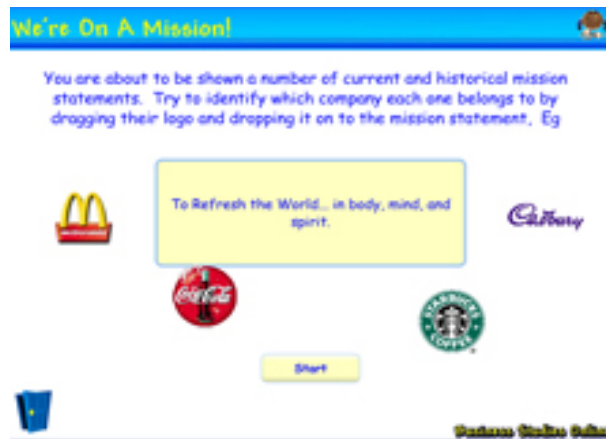 We're On A Mission!
You are about to be shown a number of current and historical mission
statements. Try to identify which company each one belongs to by
dragging their logo and dropping it on to the mission statement, Eg
To Refresh the World... in body, mind, and
spirit.
Cadbury
Coca-Cola
STARBUCKS
COFFEE
Start
Business Studies Online